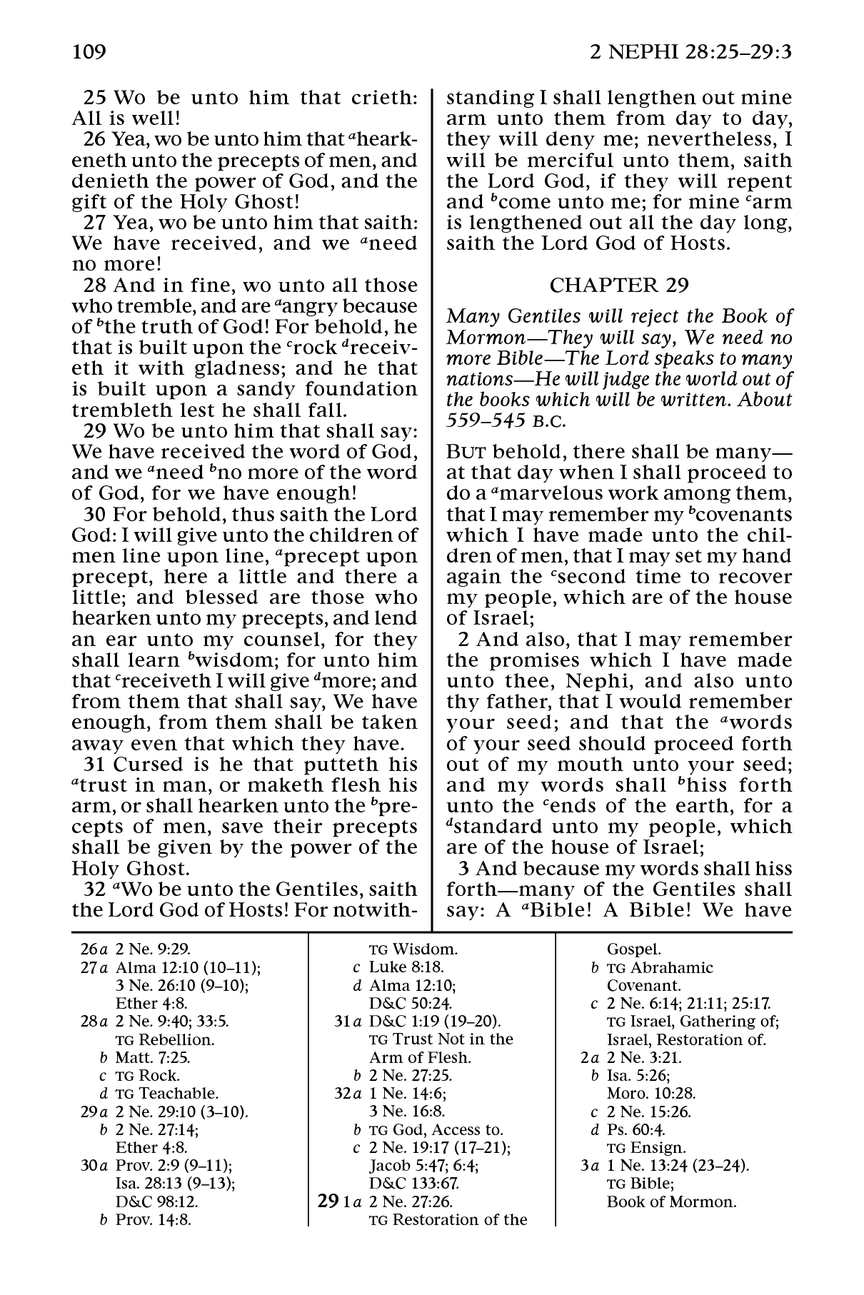 109
2 NEPHI 28:25–29:3
25 Wo be unto him that crieth:
All is well!
26 Yea, wo be unto him that aheark-
eneth unto the precepts of men, and
denieth the power of God, and the
gift of the Holy Ghost!
27 Yea, wo be unto him that saith:
We have received, and we aneed
no more!
28 And in fine, wo unto all those
who tremble, and are aangry because
of bthe truth of God! For behold, he
that is built upon the crock dreceiv-
eth it with gladness; and he that
is built upon a sandy foundation
trembleth lest he shall fall.
29 Wo be unto him that shall say:
We have received the word of God,
and we aneed bno more of the word
of God, for we have enough!
30 For behold, thus saith the Lord
God: I will give unto the children of
men line upon line, aprecept upon
precept, here a little and there a
little; and blessed are those who
hearken unto my precepts, and lend
an ear unto my counsel, for they
shall learn bwisdom; for unto him
that creceiveth I will give dmore; and
from them that shall say, We have
enough, from them shall be taken
away even that which they have.
31 Cursed is he that putteth his
atrust in man, or maketh flesh his
arm, or shall hearken unto the bpre-
cepts of men, save their precepts
shall be given by the power of the
Holy Ghost.
32 aWo be unto the Gentiles, saith
the Lord God of Hosts! For notwith-
standing I shall lengthen out mine
arm unto them from day to day,
they will deny me; nevertheless, I
will be merciful unto them, saith
the Lord God, if they will repent
and bcome unto me; for mine carm
is lengthened out all the day long,
saith the Lord God of Hosts.
CHAPTER 29
Many Gentiles will reject the Book of
Mormon—They will say, We need no
more Bible—The Lord speaks to many
nations—He will judge the world out of
the books which will be written. About
559–545 B.C.
BUT behold, there shall be many—
at that day when I shall proceed to
do a amarvelous work among them,
that I may remember my bcovenants
which I have made unto the chil-
dren of men, that I may set my hand
again the csecond time to recover
my people, which are of the house
of Israel;
2 And also, that I may remember
the promises which I have made
unto thee, Nephi, and also unto
thy father, that I would remember
your seed; and that the awords
of your seed should proceed forth
out of my mouth unto your seed;
and my words shall bhiss forth
unto the cends of the earth, for a
dstandard unto my people, which
are of the house of Israel;
3 And because my words shall hiss
forth—many of the Gentiles shall
say: A aBible! A Bible! We have
26a 2 Ne. 9:29.
27a Alma 12:10 (10–11);
3 Ne. 26:10 (9–10);
Ether 4:8.
28a 2 Ne. 9:40; 33:5.
TG Rebellion.
b Matt. 7:25.
c TG Rock.
d TG Teachable.
29a 2 Ne. 29:10 (3–10).
b 2 Ne. 27:14;
Ether 4:8.
30a Prov. 2:9 (9–11);
Isa. 28:13 (9–13);
D&C 98:12.
b Prov. 14:8.
TG Wisdom.
c Luke 8:18.
d Alma 12:10;
D&C 50:24.
31a D&C 1:19 (19–20).
TG Trust Not in the
Arm of Flesh.
b 2 Ne. 27:25.
32a 1 Ne. 14:6;
3 Ne. 16:8.
b TG God, Access to.
c 2 Ne. 19:17 (17–21);
Jacob 5:47; 6:4;
D&C 133:67.
29 1a 2 Ne. 27:26.
TG Restoration of the
Gospel.
b TG Abrahamic
Covenant.
c 2 Ne. 6:14; 21:11; 25:17.
TG Israel, Gathering of;
Israel, Restoration of.
2a 2 Ne. 3:21.
b Isa. 5:26;
Moro. 10:28.
c 2 Ne. 15:26.
d Ps. 60:4.
TG Ensign.
3a 1 Ne. 13:24 (23–24).
TG Bible;
Book of Mormon.